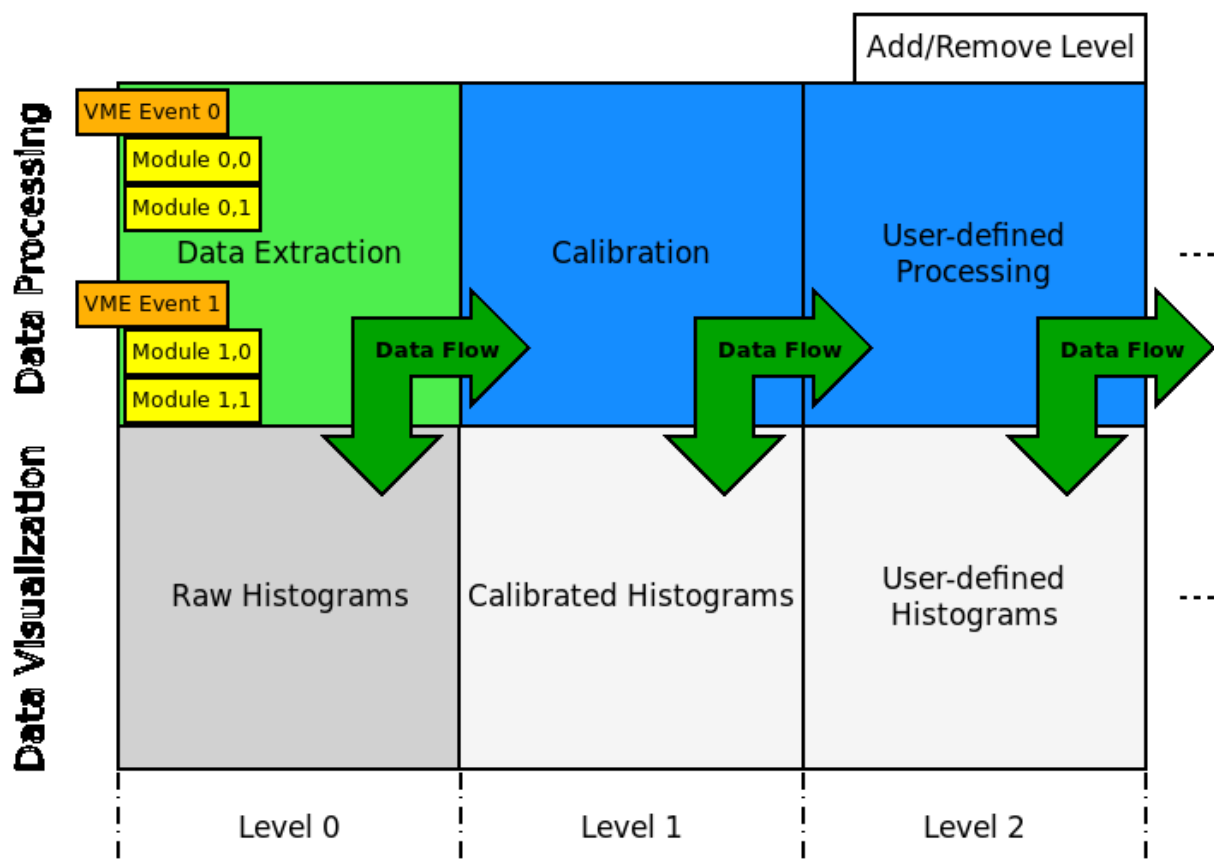 Add/Remove Level
Data Processing
VME Event 0
Module 0,0
Module 0,1
Data Extraction
VME Event 1
Module 1,0
Module 1,1
Data Flow
Calibration
Data Flow
User-defined
Processing
Data Flow
Data Visualization
Raw Histograms
Calibrated Histograms
User-defined
Histograms
Level 0
Level 1
Level 2